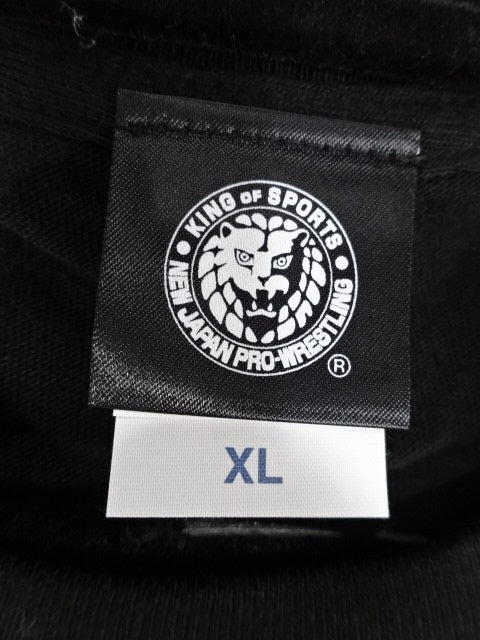 KING OF SPORTS
NEW JAPAN PRO-WRESTLING
®
XL